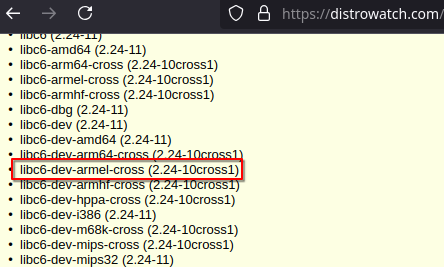 https://distrowatch.com/
libc6 (2.24-11)
libc6-amd64 (2.24-11)
libc6-arm64-cross (2.24-10cross1)
libc6-armel-cross (2.24-10cross1)
libc6-armhf-cross (2.24-10cross1)
libc6-dbg (2.24-11)
libc6-dev (2.24-11)
libc6-dev-amd64 (2.24-11)
libc6-dev-arm64-cross (2.24-10cross1)
libc6-dev-armel-cross (2.24-10cross1)
libc6-dev-armhf-cross (2.24-10cross1)
libc6-dev-hppa-cross (2.24-10cross1)
libc6-dev-i386 (2.24-11)
libc6-dev-m68k-cross (2.24-10cross1)
libc6-dev-mips-cross (2.24-10cross1)
libc6-dev-mips32 (2.24-11)